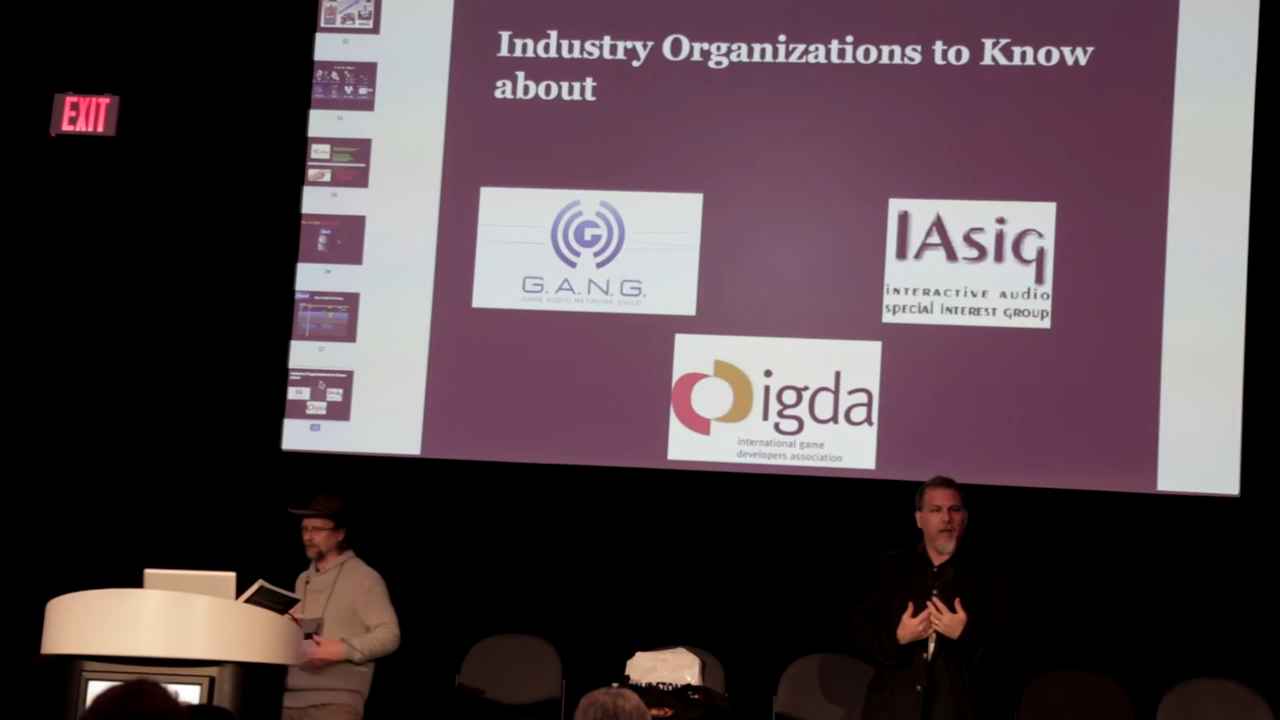 EXIT
Industry Organizations to Know
about
G
G.A.N.G.
GAME AUDIO NETWORK GUILD
IAsig
INTERACTIVE AUDIO
special INTEREST GROUP
igda
international game
developers association